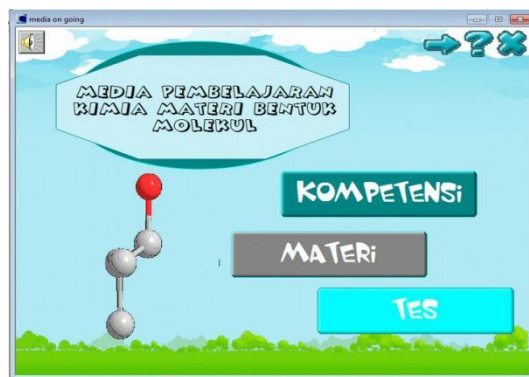 media on going
MEDIA PEMBELAJARAN
KIMIA MATERI BENTUK
MOLEKUL
KOMPETENSI
MATERI
TES